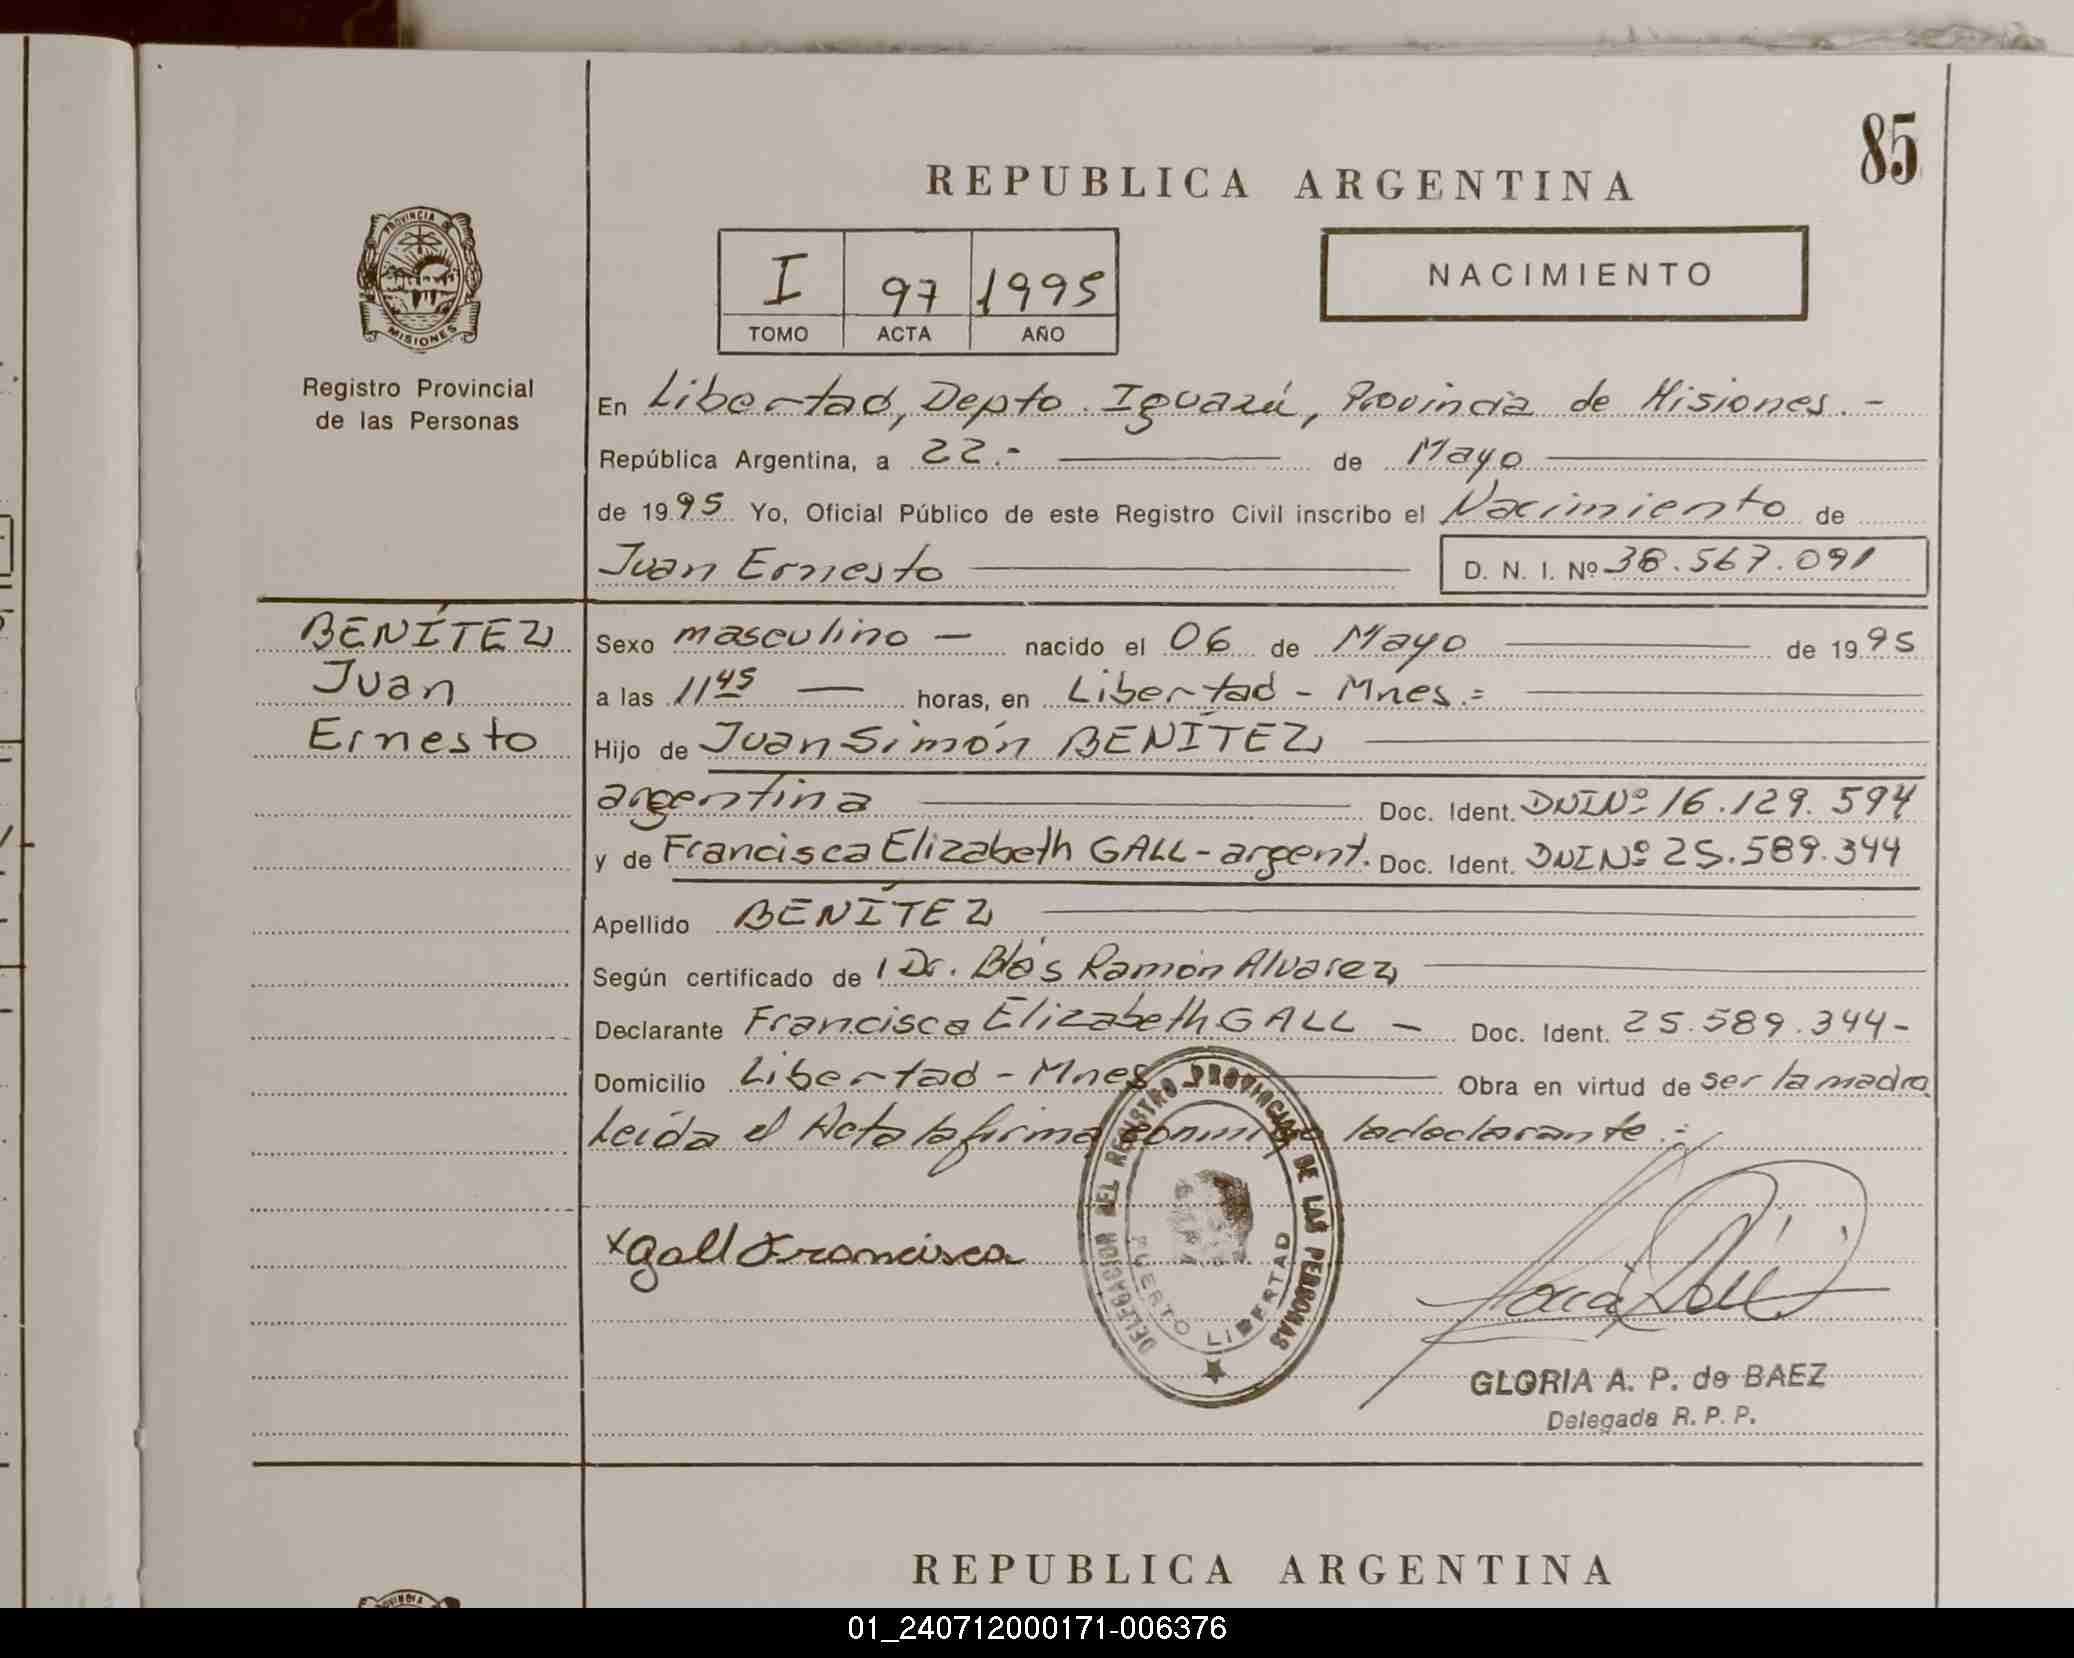 85
REPUBLICA ARGENTINA
PROVINCIA DE
MISIONES
Registro Provincial
de las Personas
I 97 1995
TOMO ACTA AÑO
NACIMIENTO
En Libertad, Depto. Iguazú, Provincia de Misiones.-
República Argentina, a 22.- de Mayo
de 1995 Yo, Oficial Público de este Registro Civil inscribo el Nacimiento de
Juan Ernesto D. N. I. Nº 38.567.091
BENÍTEZ
Juan
Ernesto
Sexo masculino — nacido el 06 de Mayo de 1995
a las 11 45 — horas, en Libertad - Mnes.=
Hijo de Juan Simón BENÍTEZ
argentina Doc. Ident. DNI Nº 16.129.594
y de Francisca Elizabeth GALL - argent. Doc. Ident. DNI Nº 25.589.344
Apellido BENÍTEZ
Según certificado de Dr. Blás Ramón Alvarez
Declarante Francisca Elizabeth GALL — Doc. Ident. 25.589.344-
Domicilio Libertad - Mnes Obra en virtud de ser la madre
Leída el Acta la firma conmigo la declarante.-
x Gall Francisca
DELEGACION DEL REGISTRO PROVINCIAL DE LAS PERSONAS
PUERTO LIBERTAD
GLORIA A. P. de BAEZ
Delegada R. P. P.
REPUBLICA ARGENTINA
01_240712000171-006376